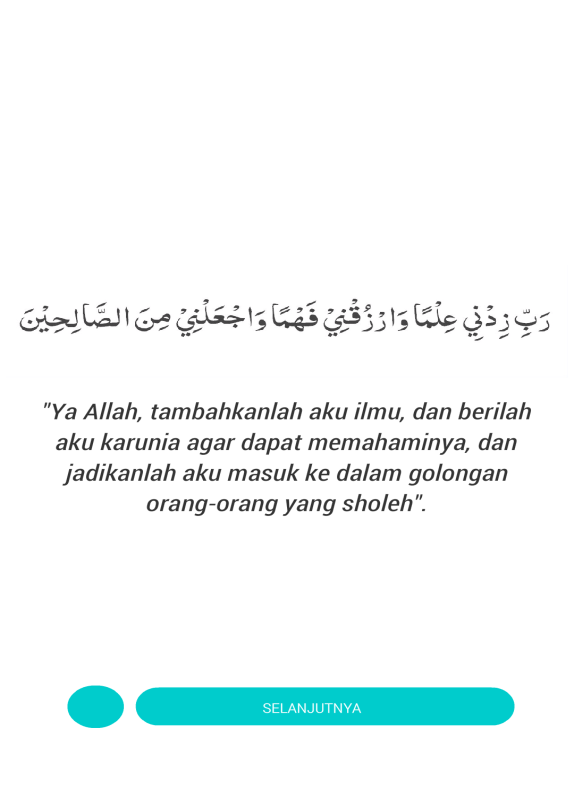 رَبِّ زِدْنِي عِلْمًا وَارْزُقْنِيْ فَهْمًا وَاجْعَلْنِيْ مِنَ الصَّالِحِيْنَ
"Ya Allah, tambahkanlah aku ilmu, dan berilah
aku karunia agar dapat memahaminya, dan
jadikanlah aku masuk ke dalam golongan
orang-orang yang sholeh".
SELANJUTNYA